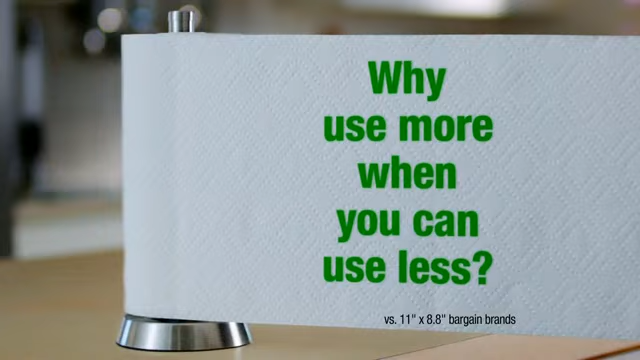 Why
use more
when
you can
use less?
vs. 11" x 8.8" bargain brands